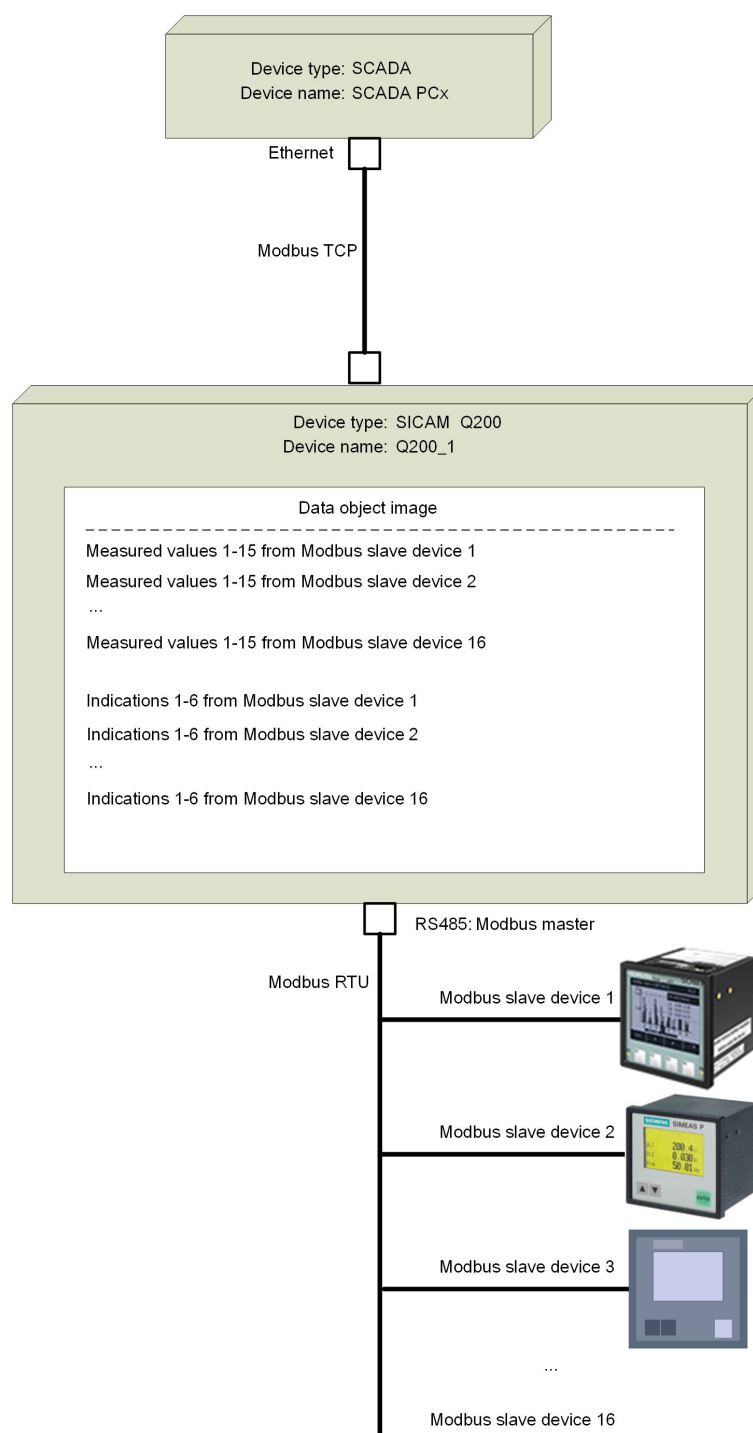 Device type: SCADA
Device name: SCADA PCx
Ethernet
Modbus TCP
Device type: SICAM Q200
Device name: Q200_1
Data object image
Measured values 1-15 from Modbus slave device 1
Measured values 1-15 from Modbus slave device 2
...
Measured values 1-15 from Modbus slave device 16
Indications 1-6 from Modbus slave device 1
Indications 1-6 from Modbus slave device 2
...
Indications 1-6 from Modbus slave device 16
RS485: Modbus master
Modbus RTU
Modbus slave device 1
Modbus slave device 2
SIEMENS SIMEAS P
200.4
0.030
50.01
ENTER
Modbus slave device 3
...
Modbus slave device 16